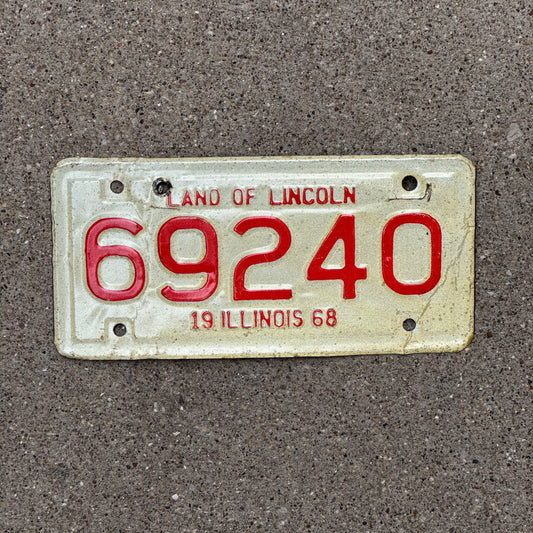 LAND OF LINCOLN
69240
19 ILLINOIS 68